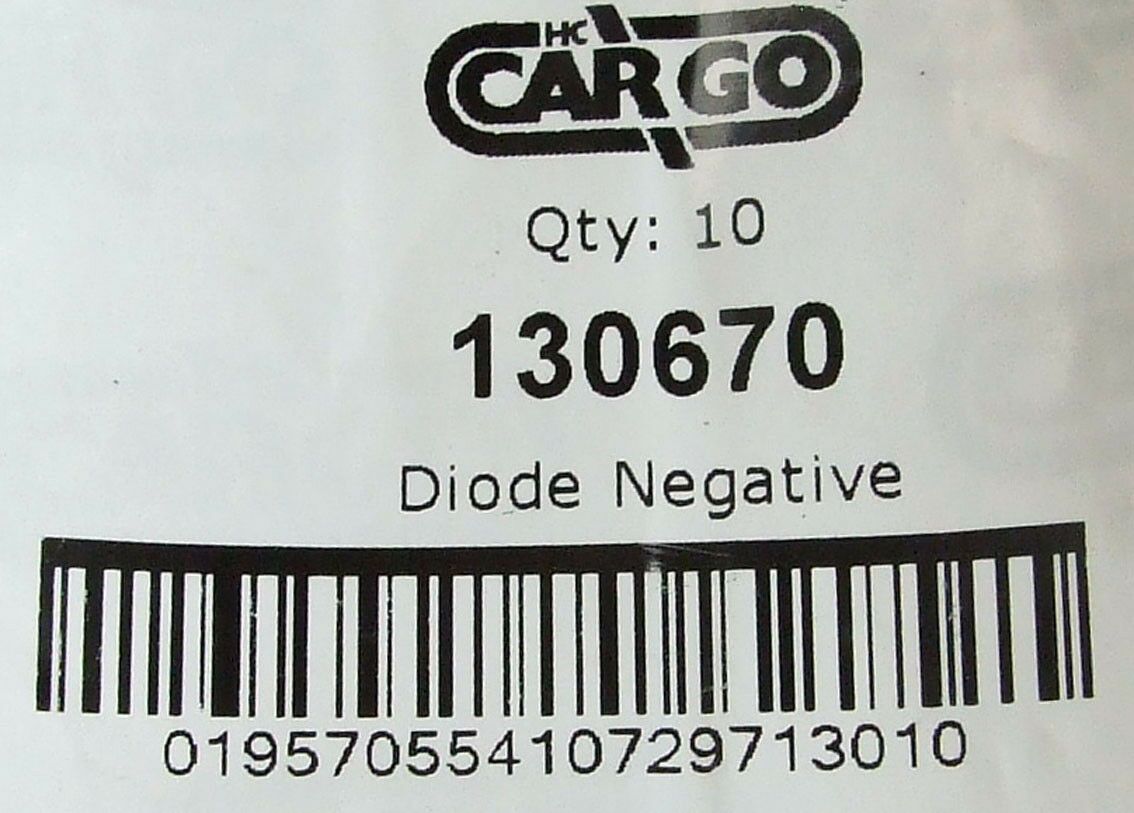 HC
CARGO
Qty: 10
130670
Diode Negative
01957055410729713010